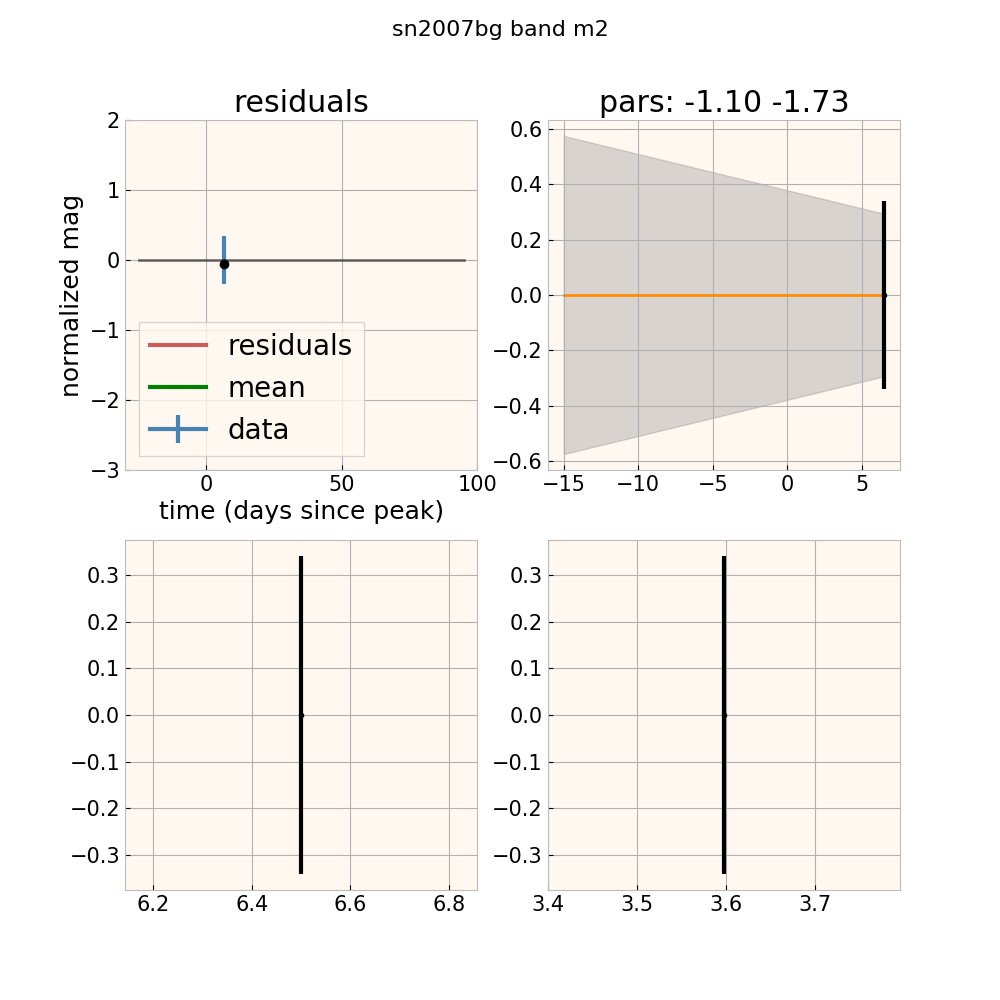 sn2007bg band m2
residuals
2
1
0
−1
−2
−3
normalized mag
residuals
mean
data
0 50 100
time (days since peak)
pars: -1.10 -1.73
0.6
0.4
0.2
0.0
−0.2
−0.4
−0.6
−15 −10 −5 0 5
0.3
0.2
0.1
0.0
−0.1
−0.2
−0.3
6.2 6.4 6.6 6.8
0.3
0.2
0.1
0.0
−0.1
−0.2
−0.3
3.4 3.5 3.6 3.7